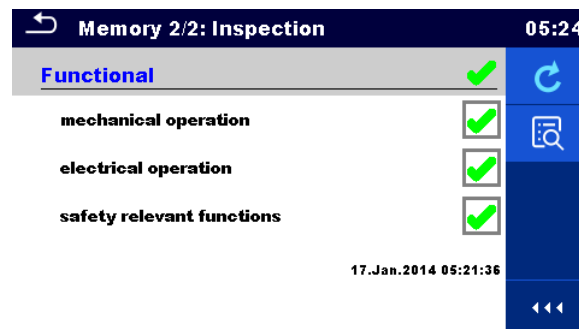 Memory 2/2: Inspection 05:24
Functional
mechanical operation
electrical operation
safety relevant functions
17.Jan.2014 05:21:36